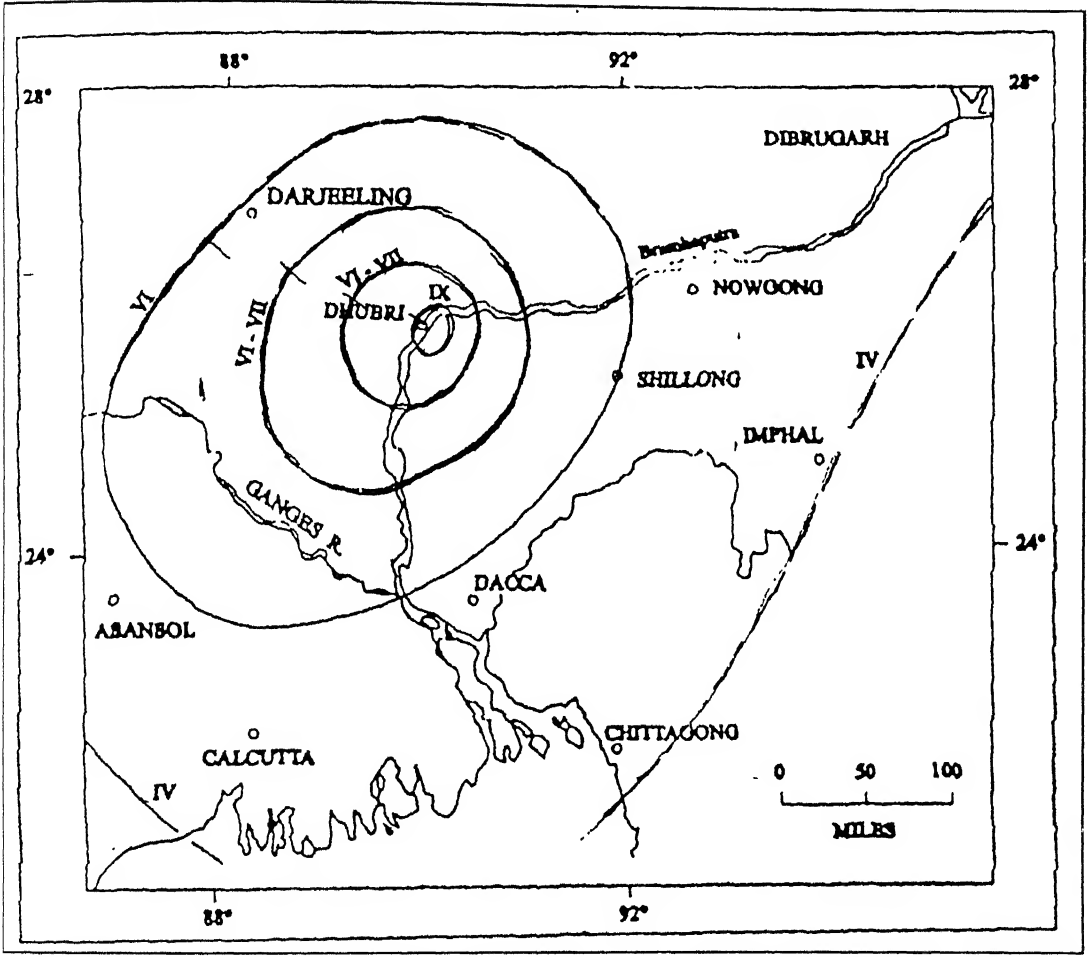 88° 92°
28° 28°
DIBRUGARH
DARJEELING
Bramhaputra
VI - VII
IX
NOWGONG
VI
DHUBRI
VI - VII
IV
SHILLONG
IMPHAL
GANGES R.
24° 24°
DACCA
ASANSOL
CHITTAGONG
CALCUTTA
0 50 100
IV
MILES
88° 92°